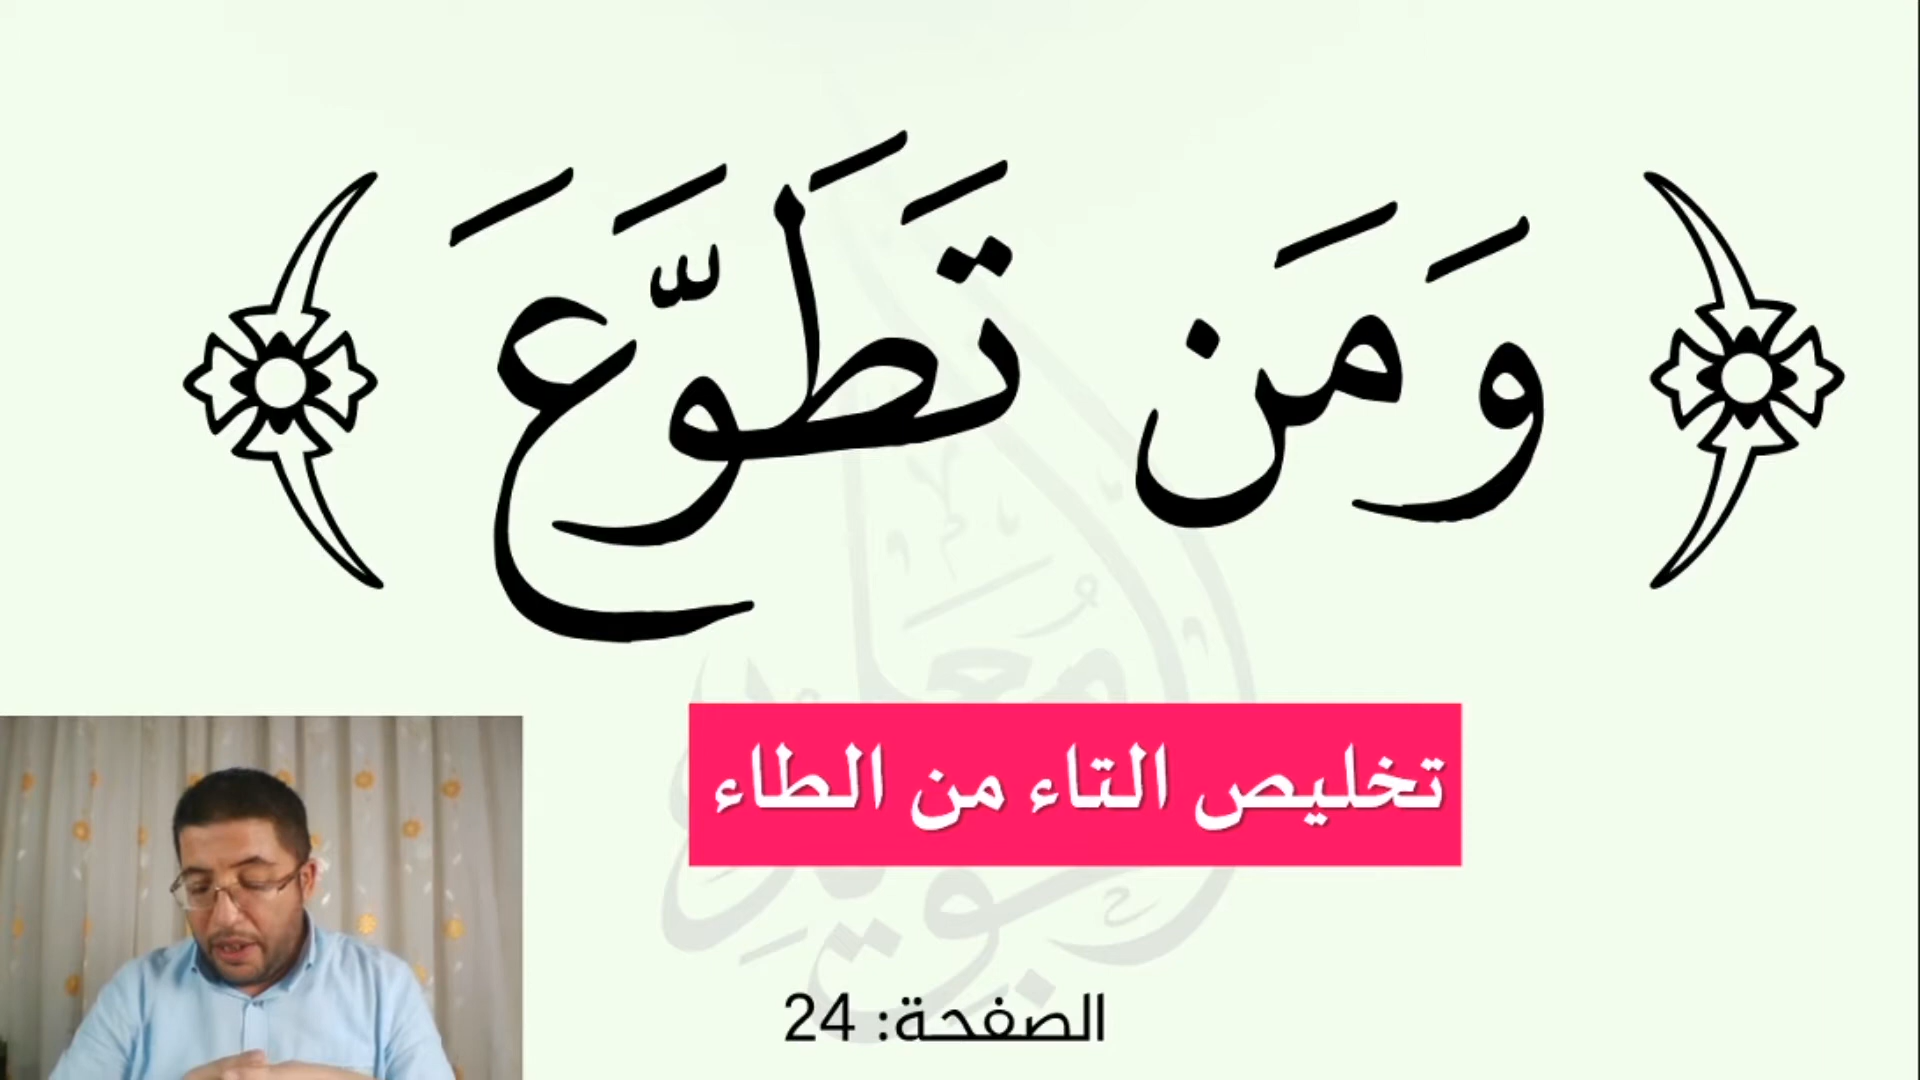 ﴿ وَمَن تَطَوَّعَ ﴾
تخليص التاء من الطاء
الصفحة: 24